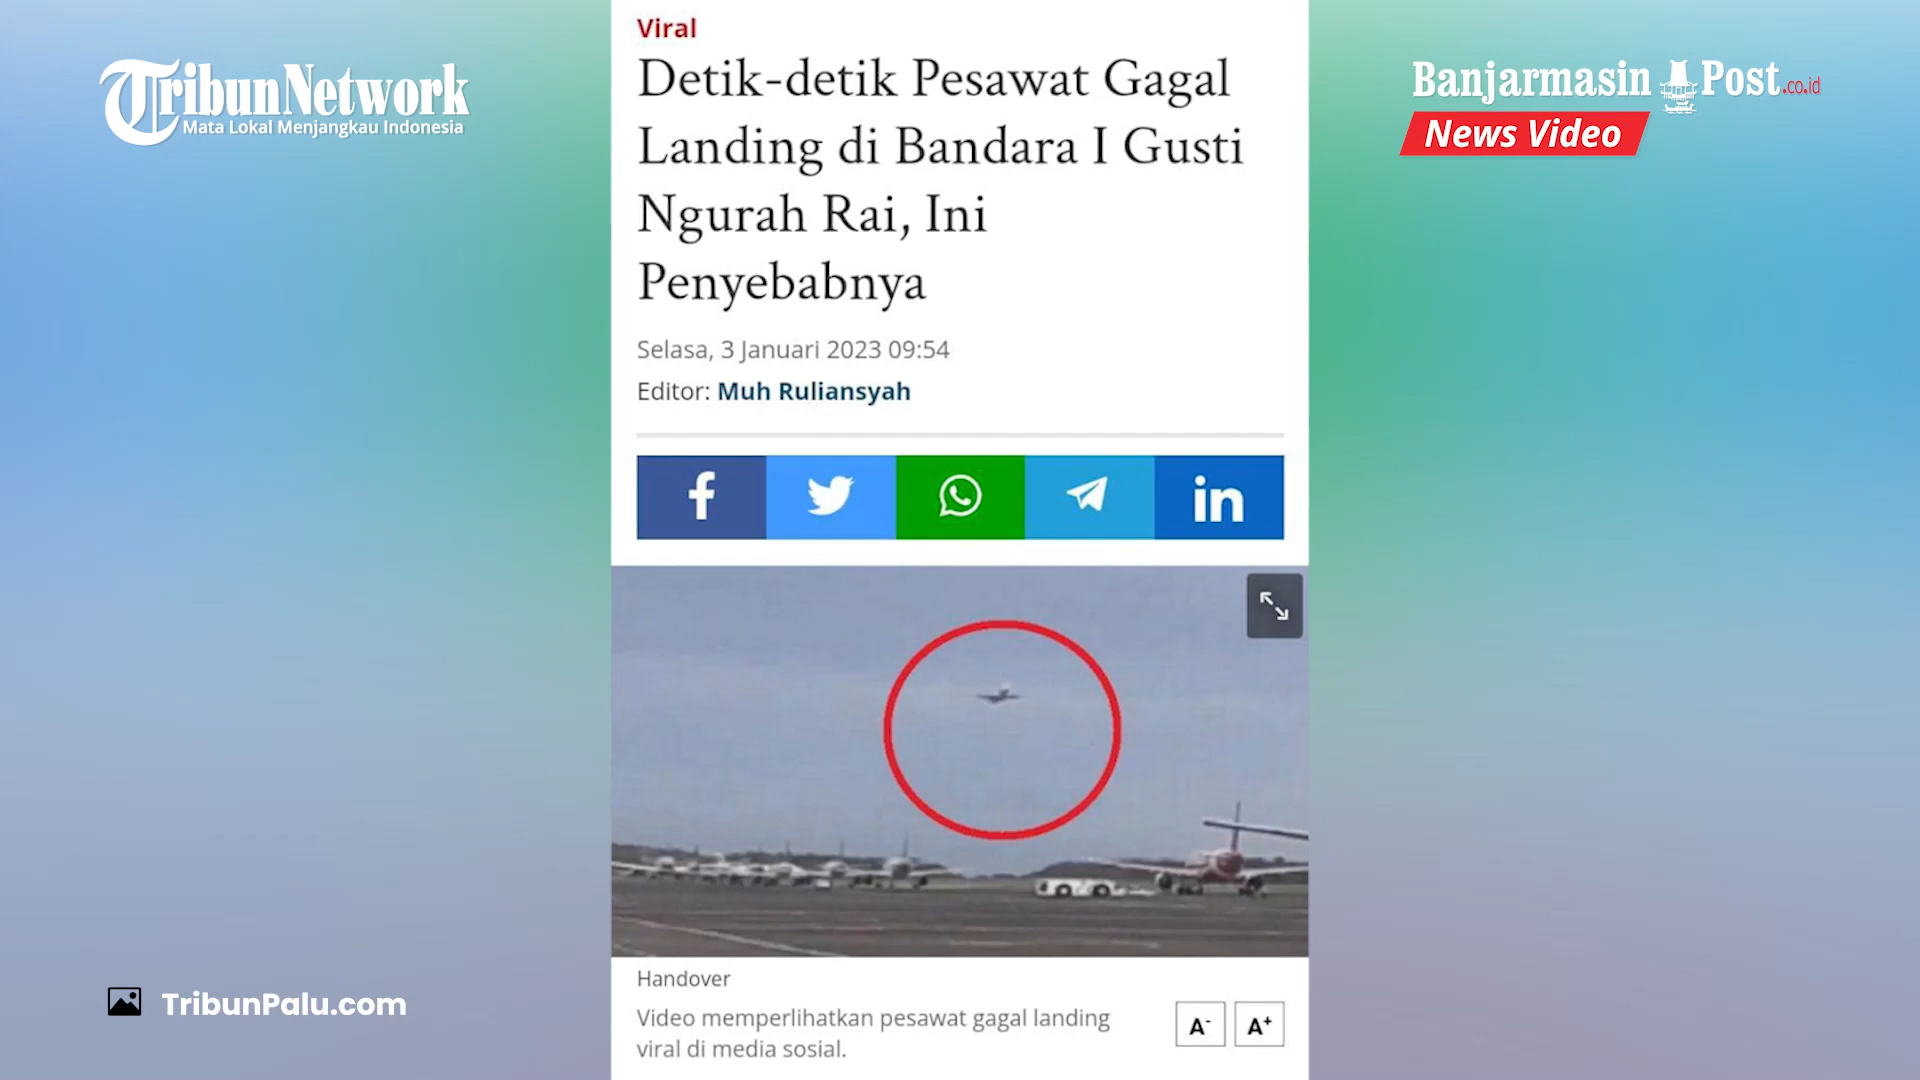 TribunNetwork
Mata Lokal Menjangkau Indonesia
Viral
Detik-detik Pesawat Gagal
Landing di Bandara I Gusti
Ngurah Rai, Ini
Penyebabnya
Selasa, 3 Januari 2023 09:54
Editor: Muh Ruliansyah
f
in
Handover
Video memperlihatkan pesawat gagal landing
viral di media sosial.
A-
A+
Banjarmasin Post.co.id
News Video
TribunPalu.com